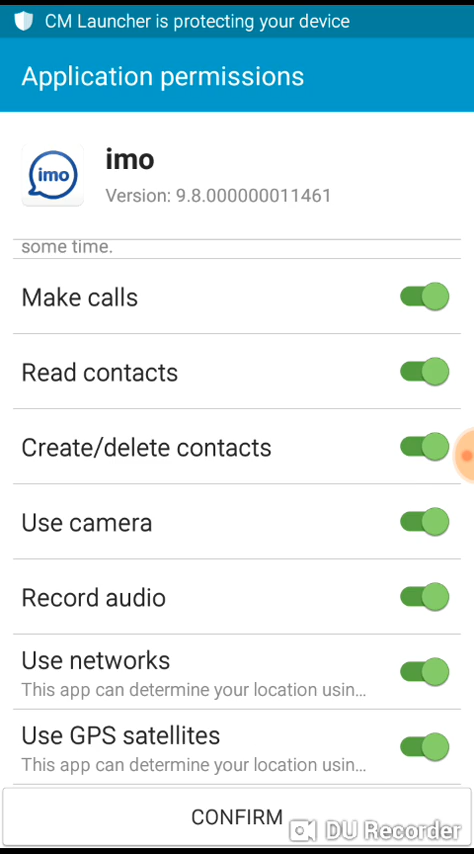 CM Launcher is protecting your device
Application permissions
imo
imo
Version: 9.8.000000011461
some time.
Make calls
Read contacts
Create/delete contacts
Use camera
Record audio
Use networks
This app can determine your location usin...
Use GPS satellites
This app can determine your location usin...
CONFIRM
DU Recorder